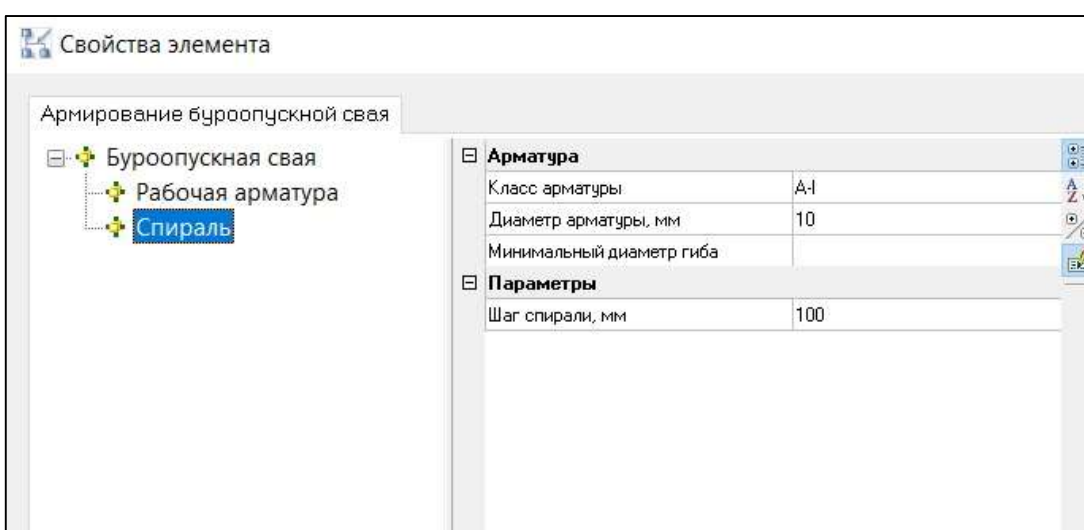 Свойства элемента
Армирование буроопускной свая
Буроопускная свая
Рабочая арматура
Спираль
Арматура
Класс арматуры A-I
Диаметр арматуры, мм 10
Минимальный диаметр гиба
Параметры
Шаг спирали, мм 100